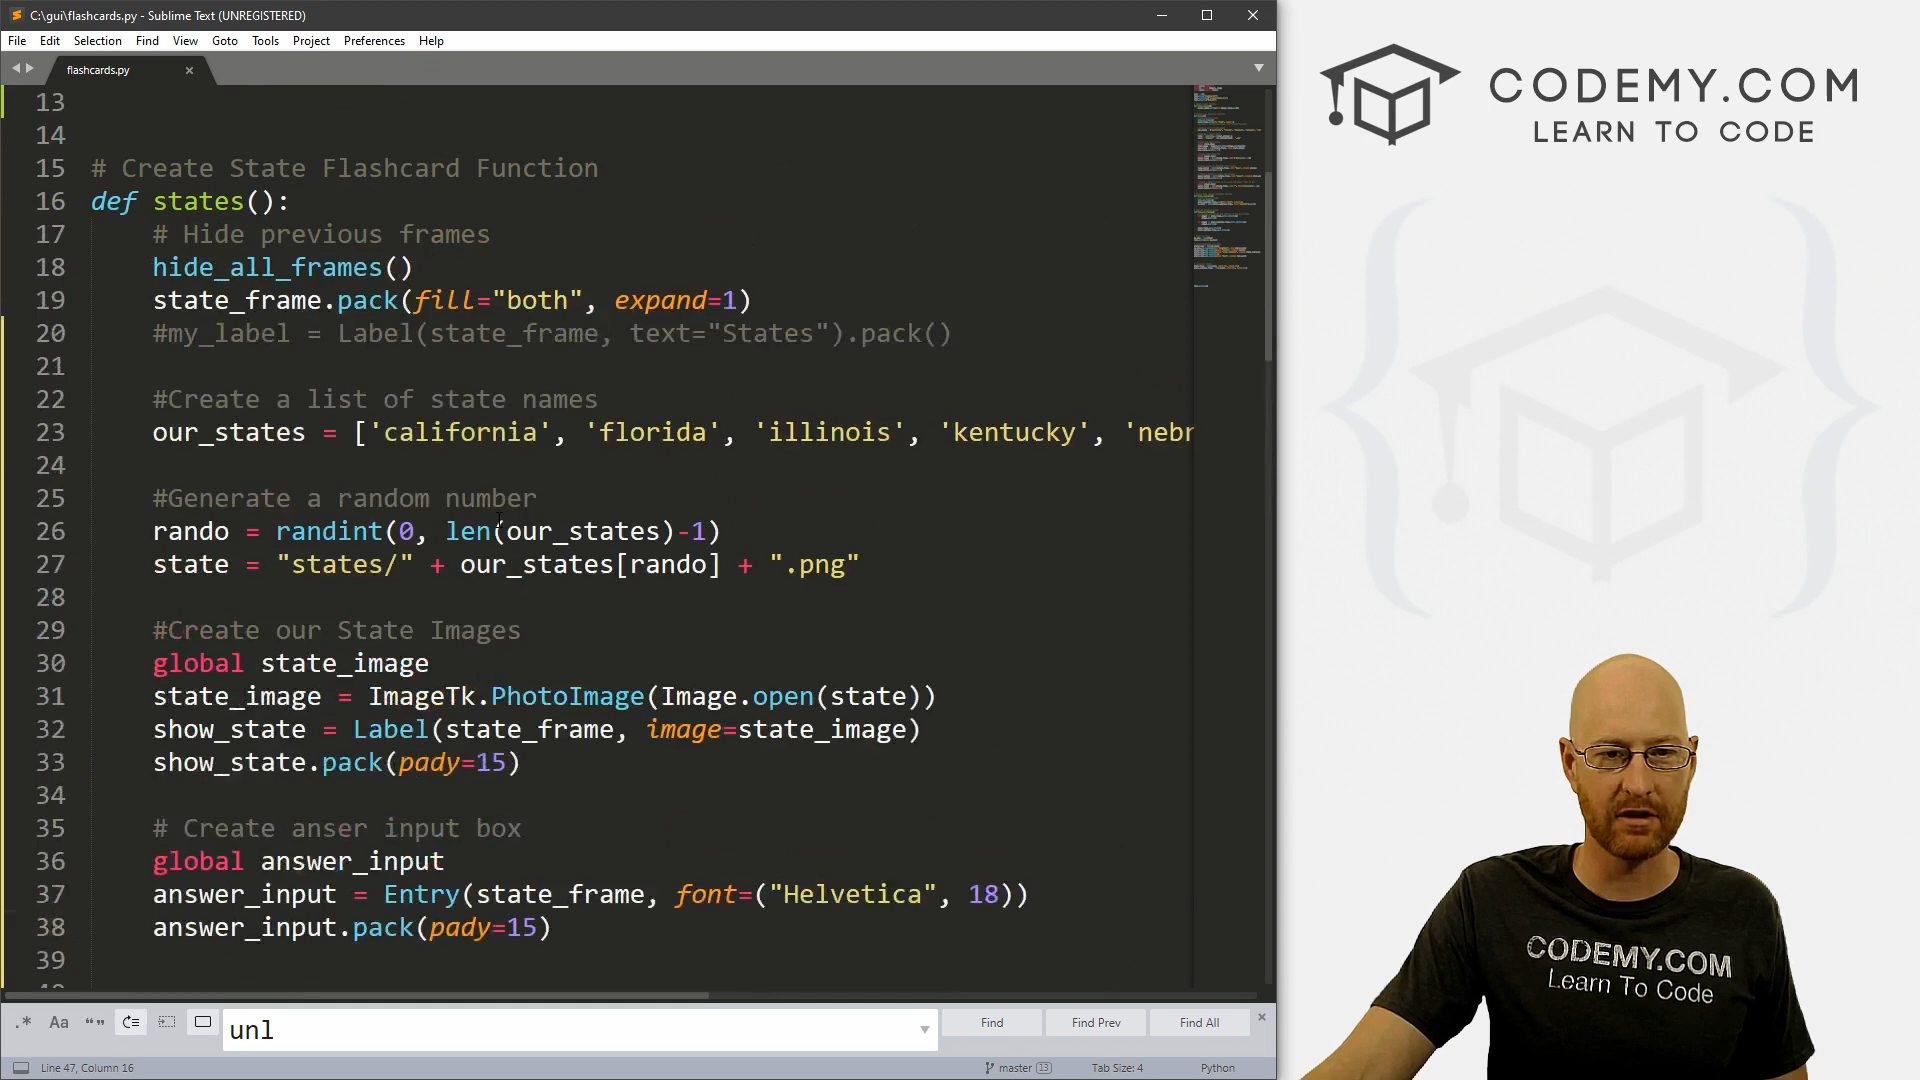 C:\gui\flashcards.py - Sublime Text (UNREGISTERED)
File Edit Selection Find View Goto Tools Project Preferences Help
flashcards.py
13
14
15 # Create State Flashcard Function
16 def states():
17 # Hide previous frames
18 hide_all_frames()
19 state_frame.pack(fill="both", expand=1)
20 #my_label = Label(state_frame, text="States").pack()
21
22 #Create a list of state names
23 our_states = ['california', 'florida', 'illinois', 'kentucky', 'nebr
24
25 #Generate a random number
26 rando = randint(0, len(our_states)-1)
27 state = "states/" + our_states[rando] + ".png"
28
29 #Create our State Images
30 global state_image
31 state_image = ImageTk.PhotoImage(Image.open(state))
32 show_state = Label(state_frame, image=state_image)
33 show_state.pack(pady=15)
34
35 # Create anser input box
36 global answer_input
37 answer_input = Entry(state_frame, font=("Helvetica", 18))
38 answer_input.pack(pady=15)
39
.* Aa “” unl Find Find Prev Find All
Line 47, Column 16 master 13 Tab Size: 4 Python
CODEMY.COM
LEARN TO CODE
CODEMY.COM
Learn To Code